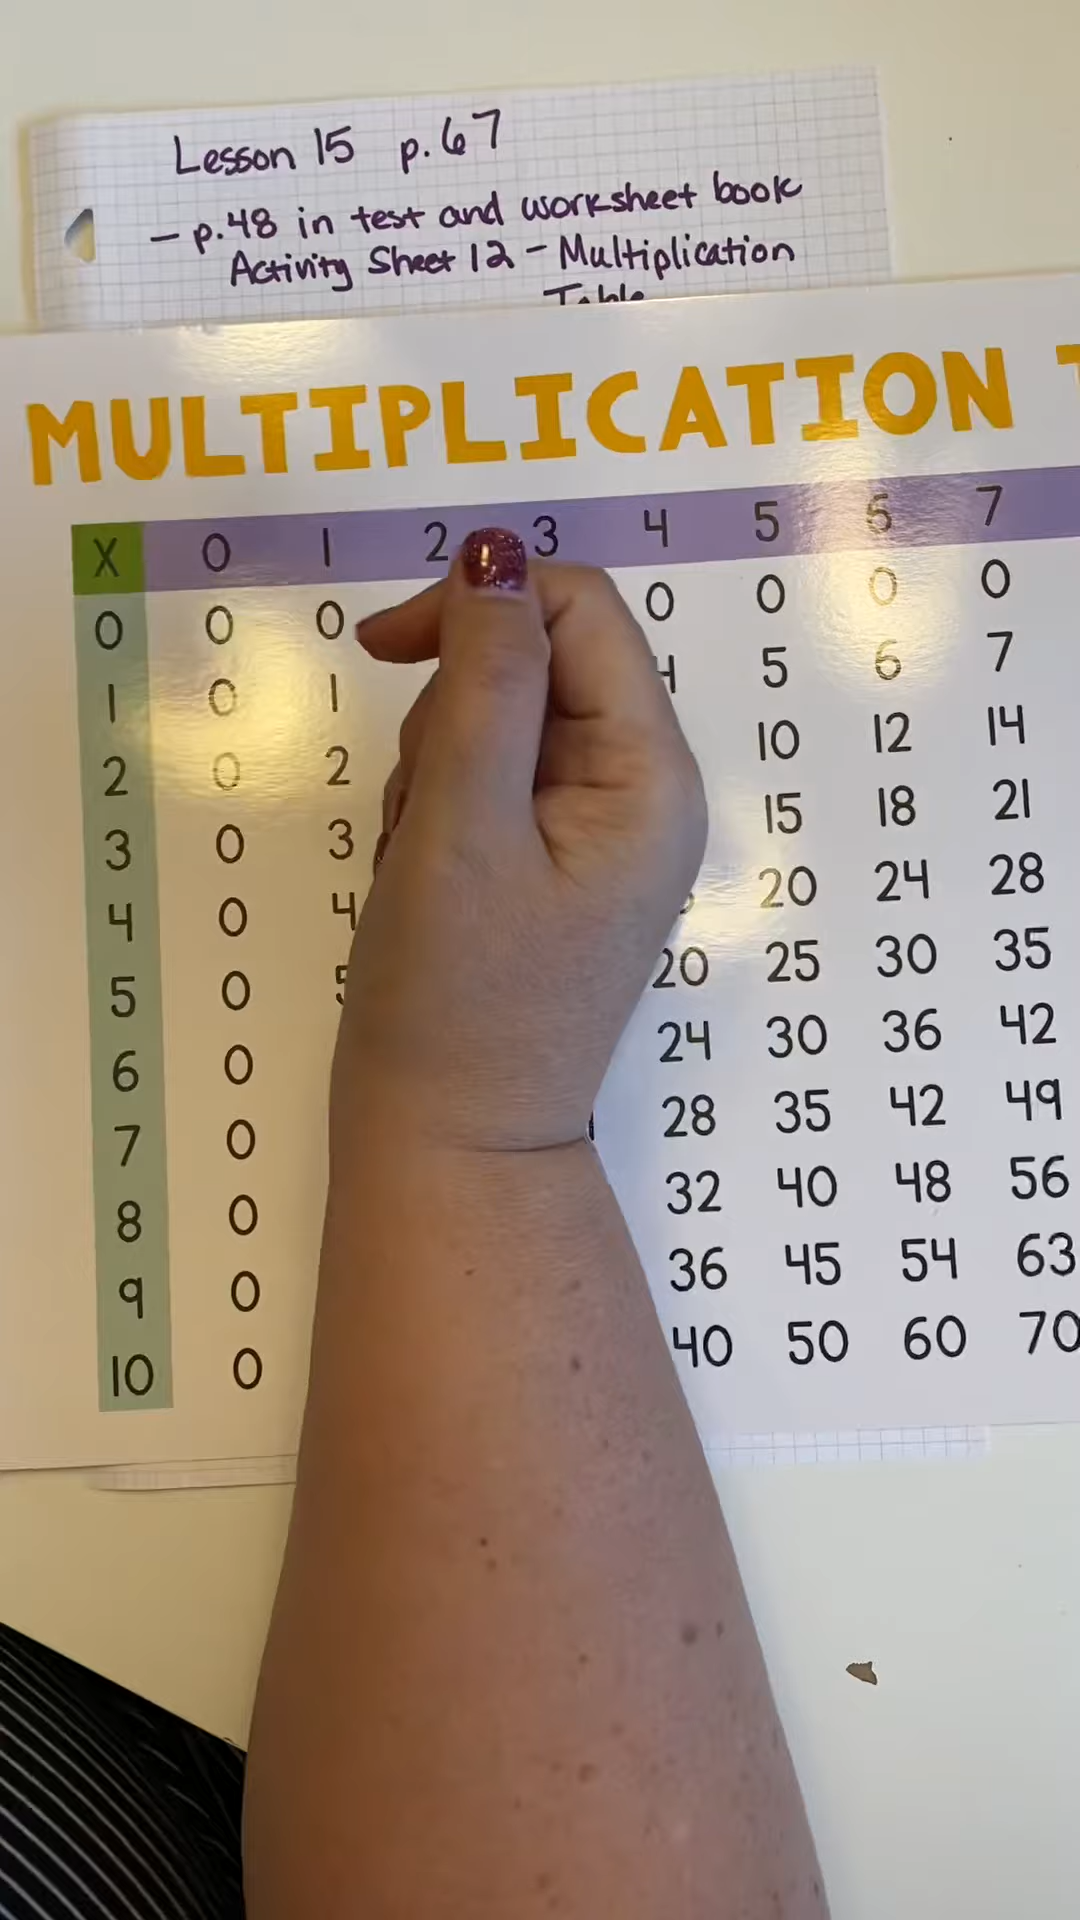 Lesson 15 p.67
- p.48 in test and worksheet book
Activity Sheet 12 - Multiplication
Table
MULTIPLICATION
X 0 1 2 3 4 5 6 7
0 0 0 0 0 0 0
1 0 1 4 5 6 7
2 0 2 10 12 14
3 0 3 15 18 21
4 0 4 20 24 28
5 0 5 20 25 30 35
6 0 24 30 36 42
7 0 28 35 42 49
8 0 32 40 48 56
9 0 36 45 54 63
10 0 40 50 60 70